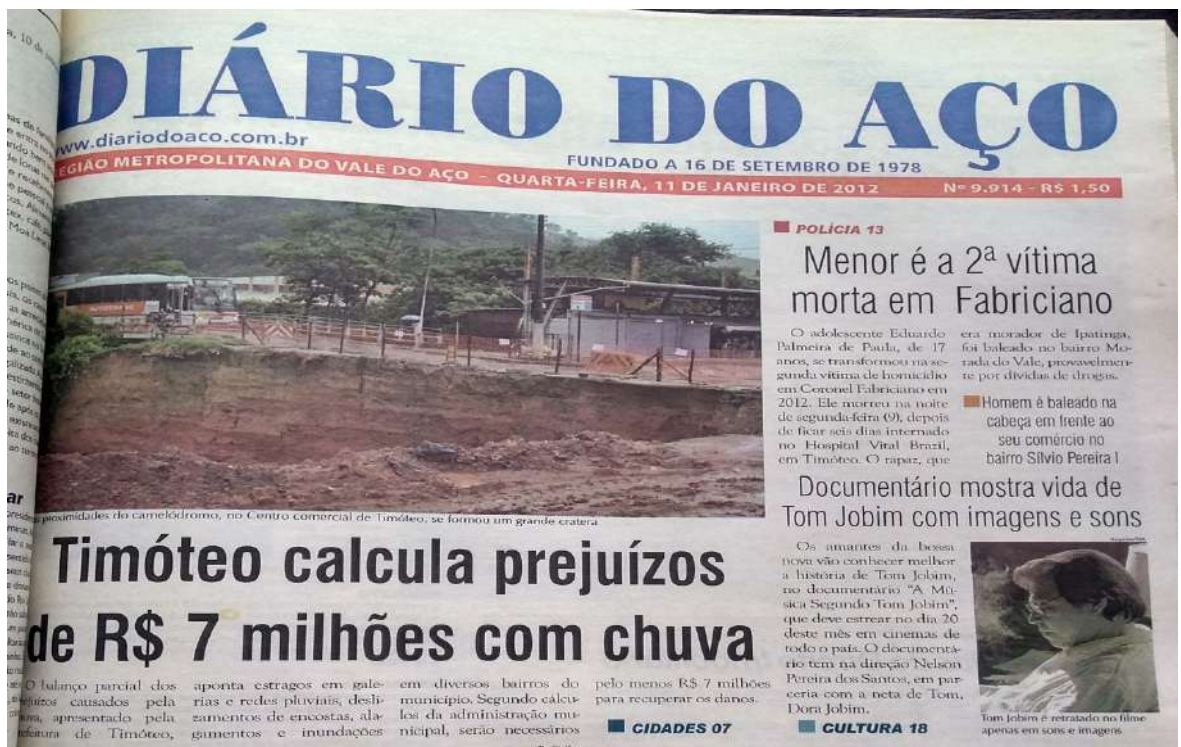 DIÁRIO DO AÇO
www.diariodoaco.com.br
FUNDADO A 16 DE SETEMBRO DE 1978
EGIÃO METROPOLITANA DO VALE DO AÇO – QUARTA-FEIRA, 11 DE JANEIRO DE 2012 Nº 9.914 - R$ 1,50
proximidades do camelódromo, no Centro comercial de Timóteo, se formou um grande cratera
Timóteo calcula prejuízos
de R$ 7 milhões com chuva
O balanço parcial dos
causados pela
apresentado pela
de Timóteo,
aponta estragos em gale-
rias e redes pluviais, desli-
zamentos de encostas, ala-
gamentos e inundações
em diversos bairros do
município. Segundo cálcu-
los da administração mu-
nicipal, serão necessários
pelo menos R$ 7 milhões
para recuperar os danos.
CIDADES 07
POLÍCIA 13
Menor é a 2ª vítima
morta em Fabriciano
O adolescente Eduardo
Palmeira de Paula, de 17
anos, se transformou na se-
gunda vítima de homicídio
em Coronel Fabriciano em
2012. Ele morreu na noite
de segunda-feira (9), depois
de ficar seis dias internado
no Hospital Vital Brazil,
em Timóteo. O rapaz, que
era morador de Ipatinga,
foi baleado no bairro Mo-
rada do Vale, provavelmen-
te por dívidas de drogas.
Homem é baleado na
cabeça em frente ao
seu comércio no
bairro Sílvio Pereira I
Documentário mostra vida de
Tom Jobim com imagens e sons
Os amantes da bossa
nova vão conhecer melhor
a história de Tom Jobim,
no documentário "A Mú-
sica Segundo Tom Jobim",
que deve estrear no dia 20
deste mês em cinemas de
todo o país. O documentá-
rio tem na direção Nelson
Pereira dos Santos, em par-
ceria com a neta de Tom,
Dora Jobim.
CULTURA 18
Tom Jobim é retratado no filme
apenas em sons e imagens